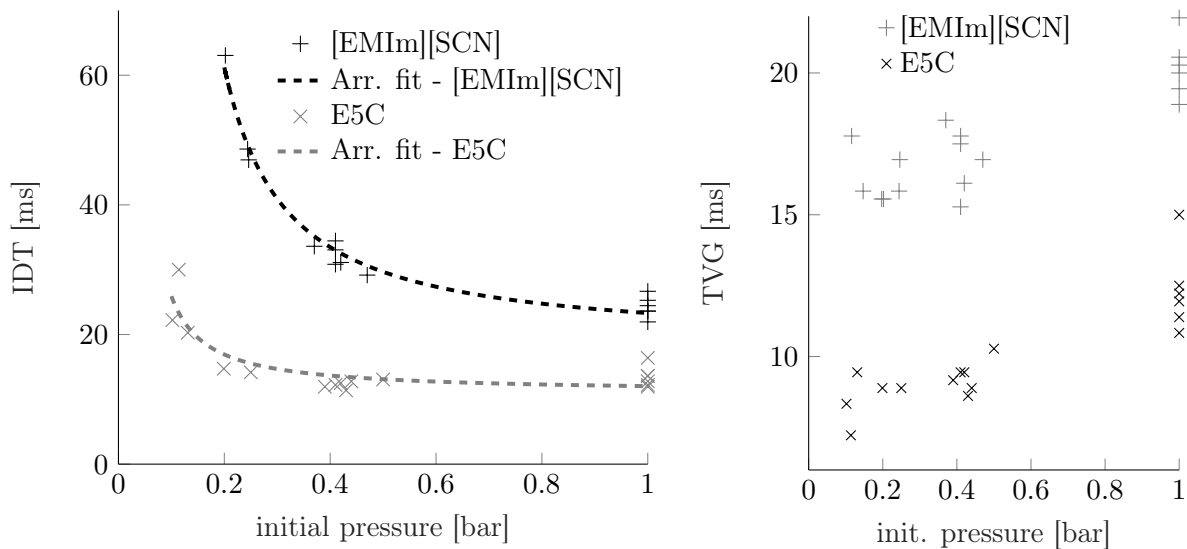 IDT [ms]
60
40
20
0
[EMIm][SCN]
Arr. fit - [EMIm][SCN]
E5C
Arr. fit - E5C
0 0.2 0.4 0.6 0.8 1
initial pressure [bar]
TVG [ms]
20
15
10
[EMIm][SCN]
E5C
0 0.2 0.4 0.6 0.8 1
init. pressure [bar]